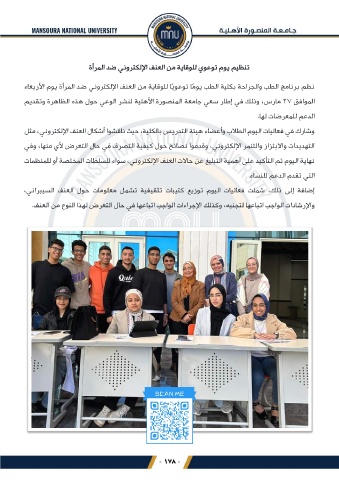 MANSOURA NATIONAL UNIVERSITY
جـامـعـة المنصـورة الأهـليـة
MANSOURA NATIONAL UNIVERSITY
mnu
تنظيم يوم توعوي للوقاية من العنف الإلكتروني ضد المرأة
نظم برنامج الطب والجراحة بكلية الطب يومًا توعويًا للوقاية من العنف الإلكتروني ضد المرأة يوم الأربعاء
الموافق ٢٧ مارس، وذلك في إطار سعي جامعة المنصورة الأهلية لنشر الوعي حول هذه الظاهرة وتقديم
الدعم للمعرضات لها.
وشارك في فعاليات اليوم الطلاب وأعضاء هيئة التدريس بالكلية، حيث ناقشوا أشكال العنف الإلكتروني، مثل
التهديدات والابتزاز والتنمر الإلكتروني، وقدموا نصائح حول كيفية التصرف في حال التعرض لأي منها، وفي
نهاية اليوم تم التأكيد على أهمية التبليغ عن حالات العنف الإلكتروني، سواء للسلطات المختصة أو للمنظمات
التي تقدم الدعم للنساء.
إضافة إلى ذلك، شملت فعاليات اليوم توزيع كتيبات تثقيفية تشمل معلومات حول العنف السيبراني،
والإرشادات الواجب اتباعها لتجنبه، وكذلك الإجراءات الواجب اتباعها في حال التعرض لهذا النوع من العنف.
SCAN ME
- ١٧٨ -